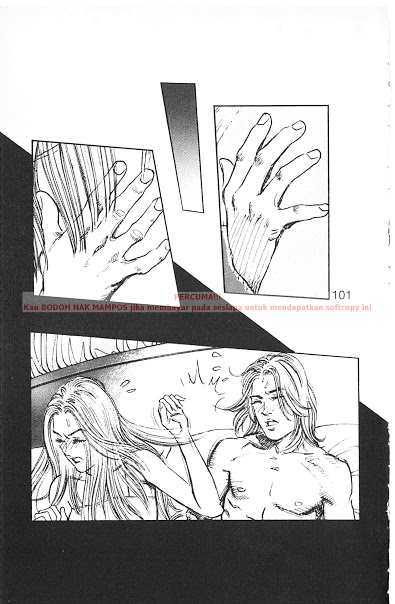 101
PERCUMA!!!
Kau BODOH NAK MAMPOS jika membayar pada sesiapa untuk mendapatkan softcopy ini